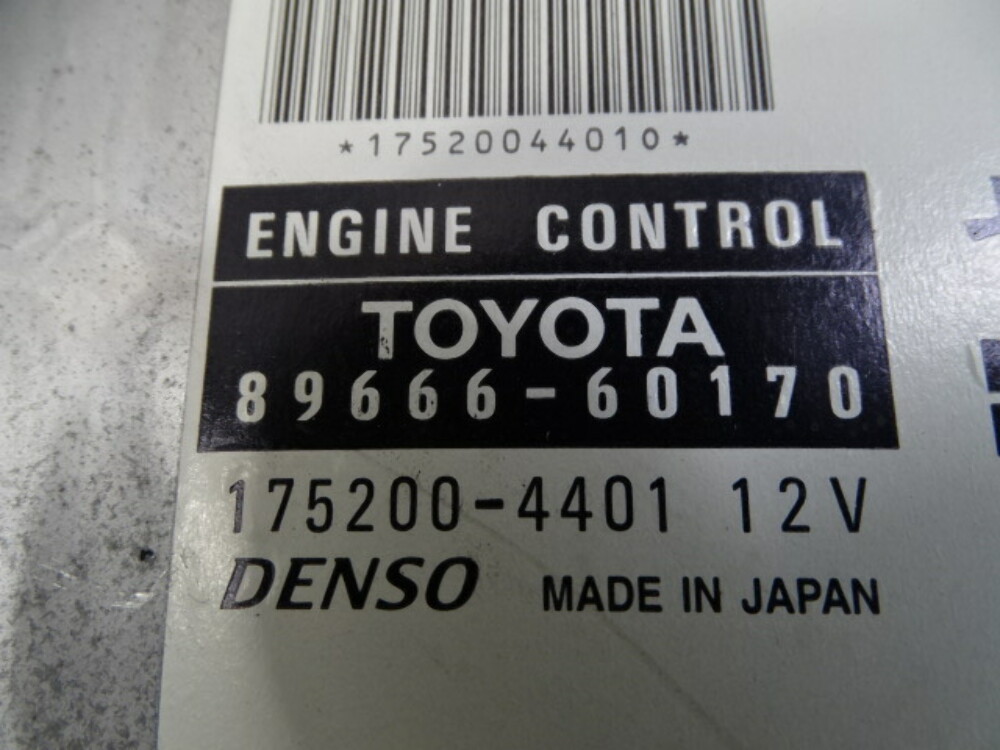 *17520044010*
ENGINE CONTROL
TOYOTA
89666-60170
175200-4401 12V
DENSO MADE IN JAPAN